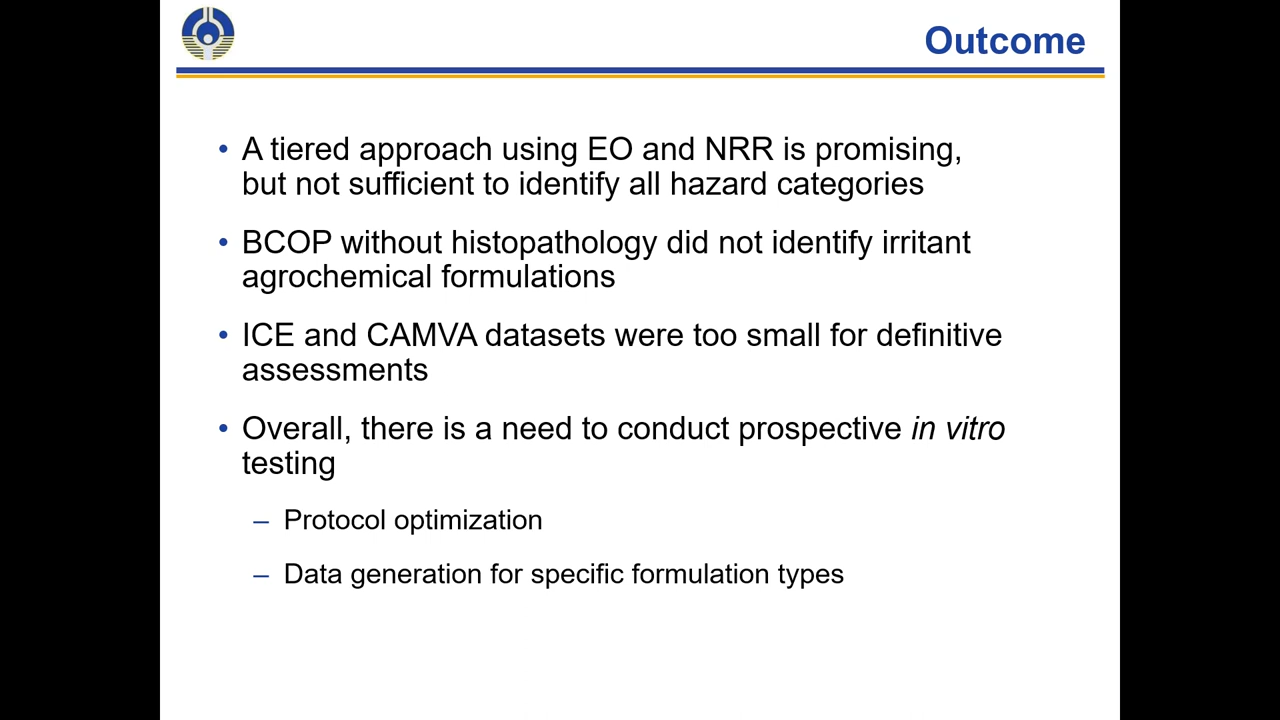 Outcome
• A tiered approach using EO and NRR is promising,
but not sufficient to identify all hazard categories
• BCOP without histopathology did not identify irritant
agrochemical formulations
• ICE and CAMVA datasets were too small for definitive
assessments
• Overall, there is a need to conduct prospective in vitro
testing
– Protocol optimization
– Data generation for specific formulation types